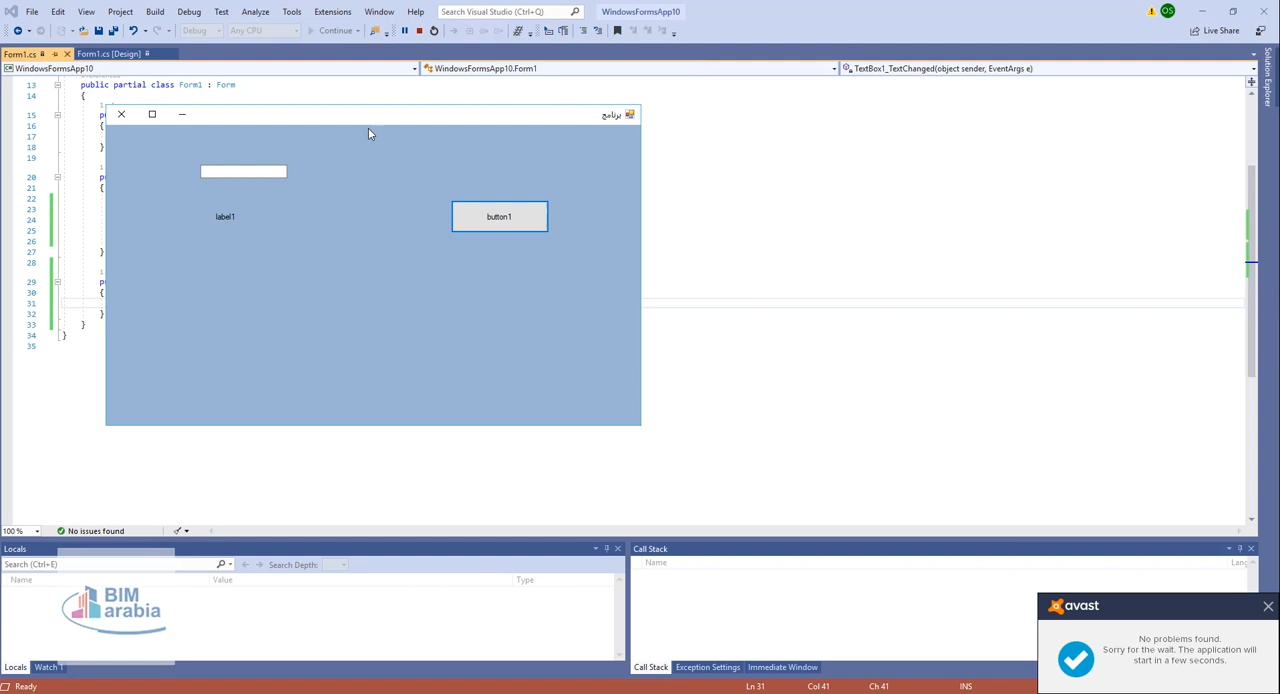 File Edit View Project Build Debug Test Analyze Tools Extensions Window Help Search Visual Studio (Ctrl+Q) WindowsFormsApp10 OS
Debug Any CPU Continue Live Share
Form1.cs Form1.cs [Design]
WindowsFormsApp10 WindowsFormsApp10.Form1 TextBox1_TextChanged(object sender, EventArgs e)
Solution Explorer
13 public partial class Form1 : Form
14 {
15
16 {
17
18 }
19
20
21 {
22
23
24
25
26
27 }
28
29
30 {
31
32 }
33 }
34 }
35
برنامج
label1 button1
100 % No issues found
Locals
Search (Ctrl+E) Search Depth:
Name Value Type
BIM
arabia
Locals Watch 1
Call Stack
Name Lang
Call Stack Exception Settings Immediate Window
avast
No problems found.
Sorry for the wait. The application will
start in a few seconds.
Ready Ln 31 Col 41 Ch 41 INS